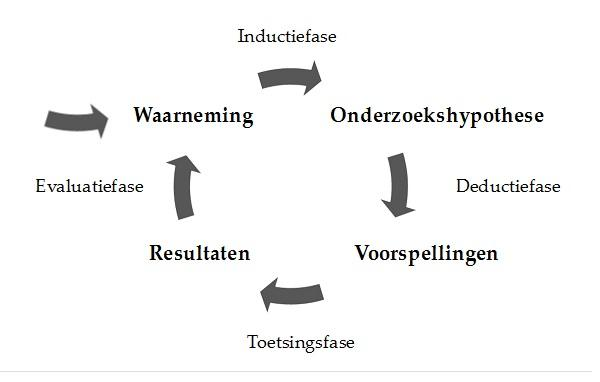 Inductiefase
Waarneming
Onderzoekshypothese
Evaluatiefase
Deductiefase
Resultaten
Voorspellingen
Toetsingsfase